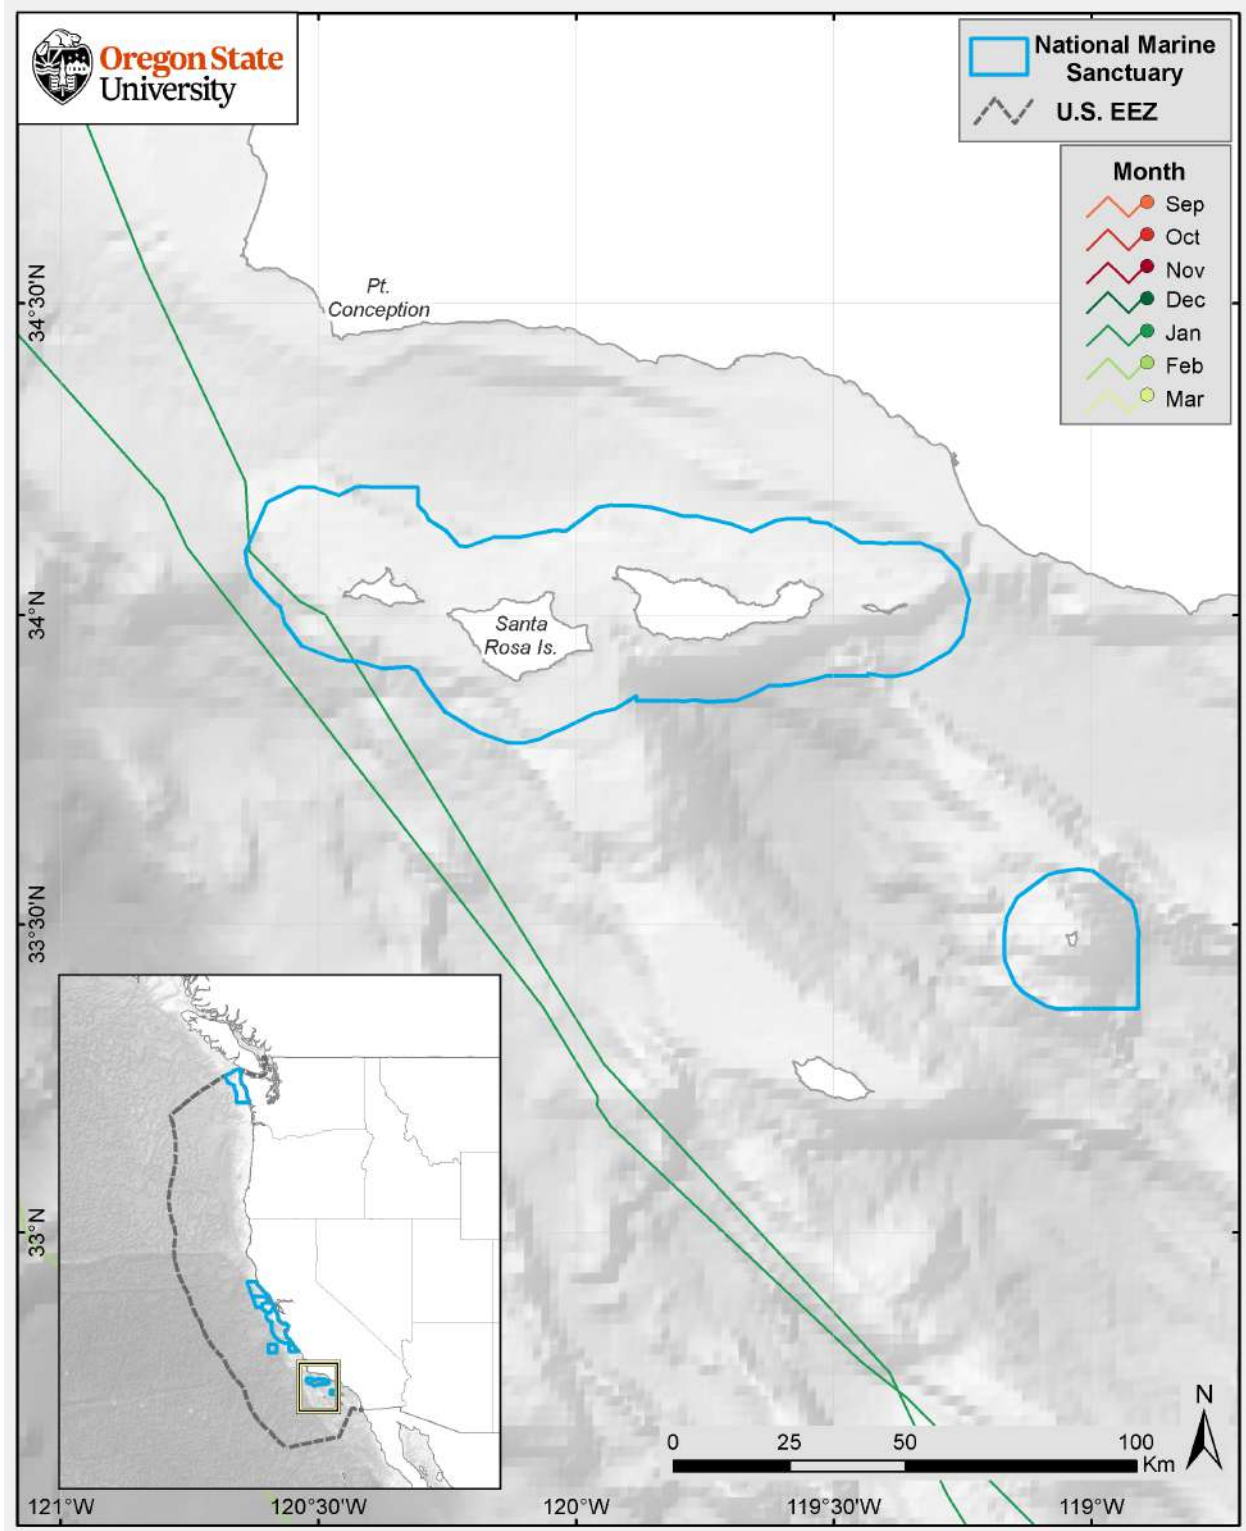 Oregon State
University
National Marine
Sanctuary
U.S. EEZ
Month
Sep
Oct
Nov
Dec
Jan
Feb
Mar
Pt.
Conception
34°30'N
34°N
Santa
Rosa Is.
33°30'N
33°N
N
0 25 50 100
Km
121°W 120°30'W 120°W 119°30'W 119°W